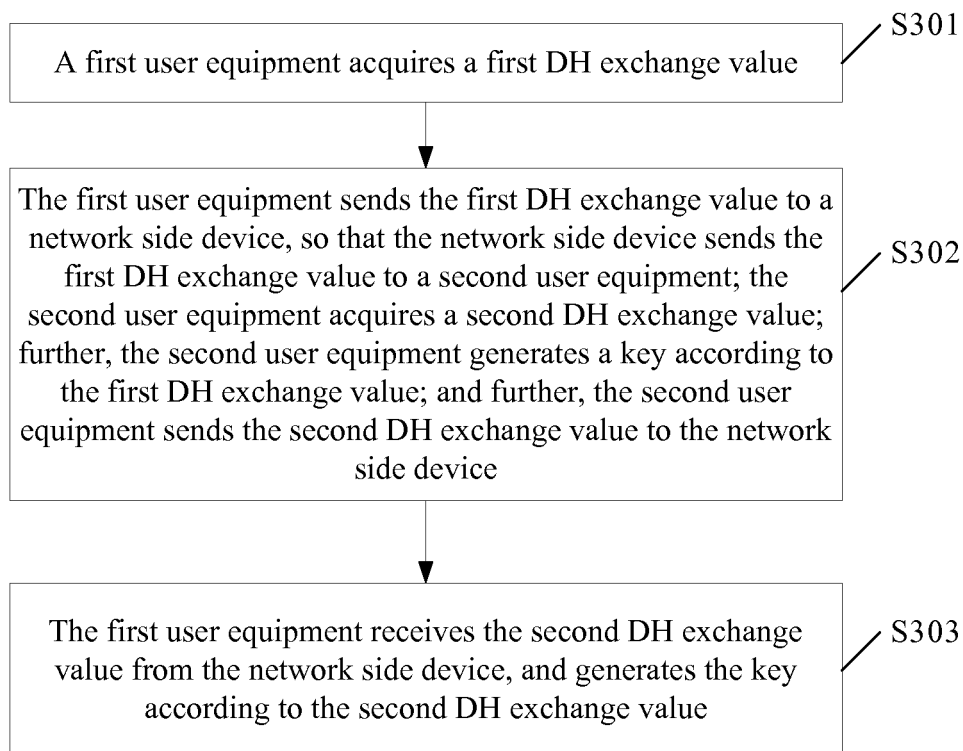 S301
A first user equipment acquires a first DH exchange value
The first user equipment sends the first DH exchange value to a
network side device, so that the network side device sends the
first DH exchange value to a second user equipment; the
second user equipment acquires a second DH exchange value;
further, the second user equipment generates a key according to
the first DH exchange value; and further, the second user
equipment sends the second DH exchange value to the network
side device
S302
The first user equipment receives the second DH exchange
value from the network side device, and generates the key
according to the second DH exchange value
S303